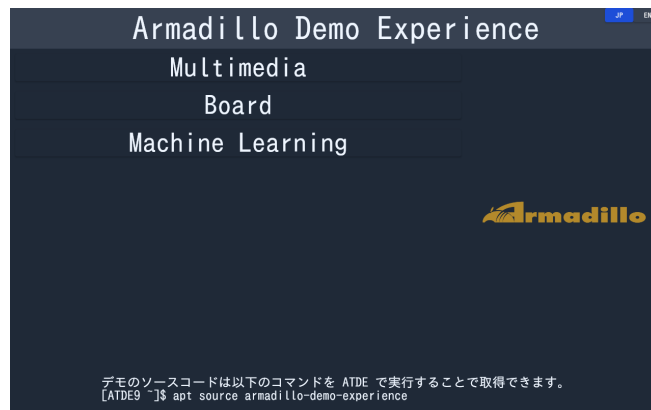 Armadillo Demo Experience
JP EN
Multimedia
Board
Machine Learning
Armadillo
デモのソースコードは以下のコマンドを ATDE で実行することで取得できます。
[ATDE9 ~]$ apt source armadillo-demo-experience